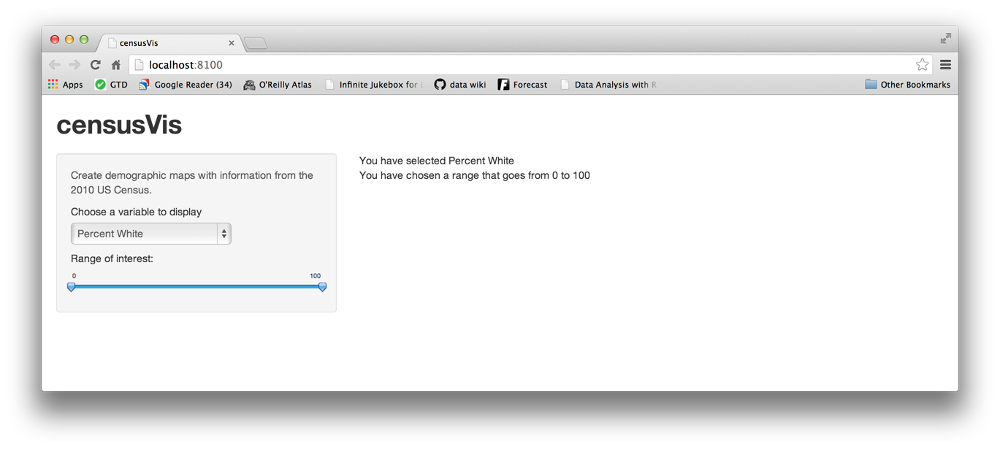 censusVis
localhost:8100
Apps GTD Google Reader (34) O'Reilly Atlas Infinite Jukebox for data wiki Forecast Data Analysis with R Other Bookmarks
censusVis
Create demographic maps with information from the
2010 US Census.
Choose a variable to display
Percent White
Range of interest:
0 100
You have selected Percent White
You have chosen a range that goes from 0 to 100